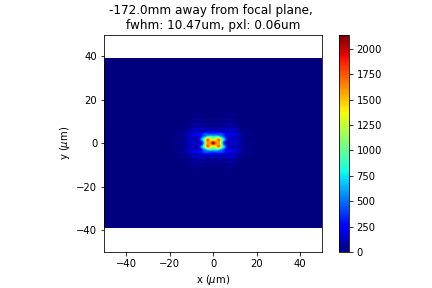 -172.0mm away from focal plane,
fwhm: 10.47um, pxl: 0.06um
40
20
0
−20
−40
y (μm)
−40 −20 0 20 40
x (μm)
2000
1750
1500
1250
1000
750
500
250
0